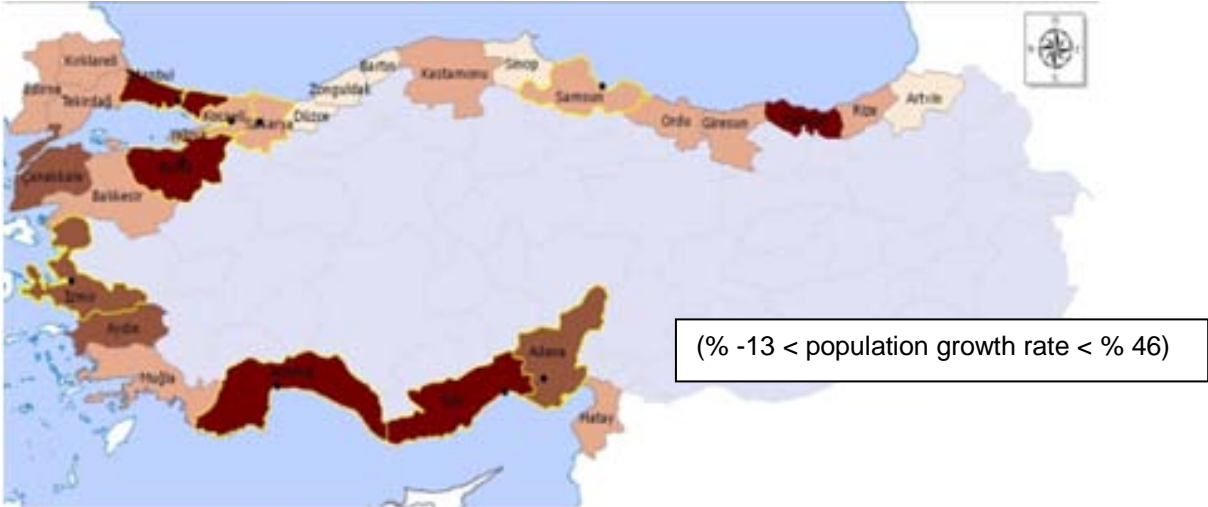 Kırklareli
Edirne
Tekirdağ
İstanbul
Kocaeli
Sakarya
Düzce
Zonguldak
Bartın
Kastamonu
Sinop
Samsun
Ordu
Giresun
Rize
Artvin
Çanakkale
Balıkesir
Bursa
İzmir
Aydın
Muğla
Adana
Hatay
(% -13 < population growth rate < % 46)